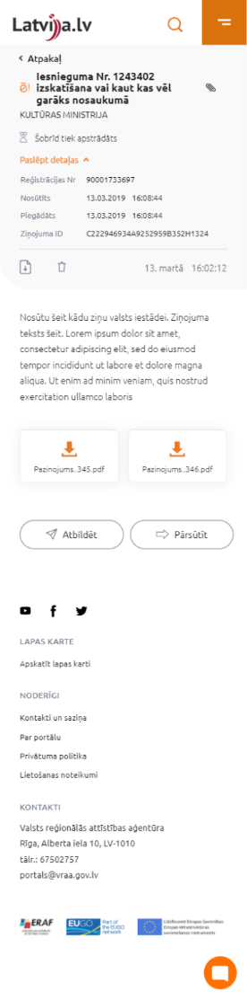 Latvija.lv
Atpakaļ
Iesnieguma Nr. 1243402
izskatīšana vai kaut kas vēl
garāks nosaukumā
KULTŪRAS MINISTRIJA
Šobrīd tiek apstrādāts
Paslēpt detaļas
Reģistrācijas Nr 90001733697
Nosūtīts 13.03.2019 16:08:44
Piegādāts 13.03.2019 16:08:44
Ziņojuma ID C222946934A9252959B352H1324
13. martā 16:02:12
Nosūtu šeit kādu ziņu valsts iestādei. Ziņojuma
teksts šeit. Lorem ipsum dolor sit amet,
consectetur adipiscing elit, sed do eiusmod
tempor incididunt ut labore et dolore magna
aliqua. Ut enim ad minim veniam, quis nostrud
exercitation ullamco laboris
Pazinojums..345.pdf Pazinojums..346.pdf
Atbildēt Pārsūtīt
LAPAS KARTE
Apskatīt lapas karti
NODERĪGI
Kontakti un saziņa
Par portālu
Privātuma politika
Lietošanas noteikumi
KONTAKTI
Valsts reģionālās attīstības aģentūra
Rīga, Alberta iela 10, LV-1010
tālr.: 67502757
portals@vraa.gov.lv
ERAF
EUGO Part of
the EUGO
network
Līdzfinansē Eiropas Savienības
Eiropas infrastruktūras
savienošanas instruments